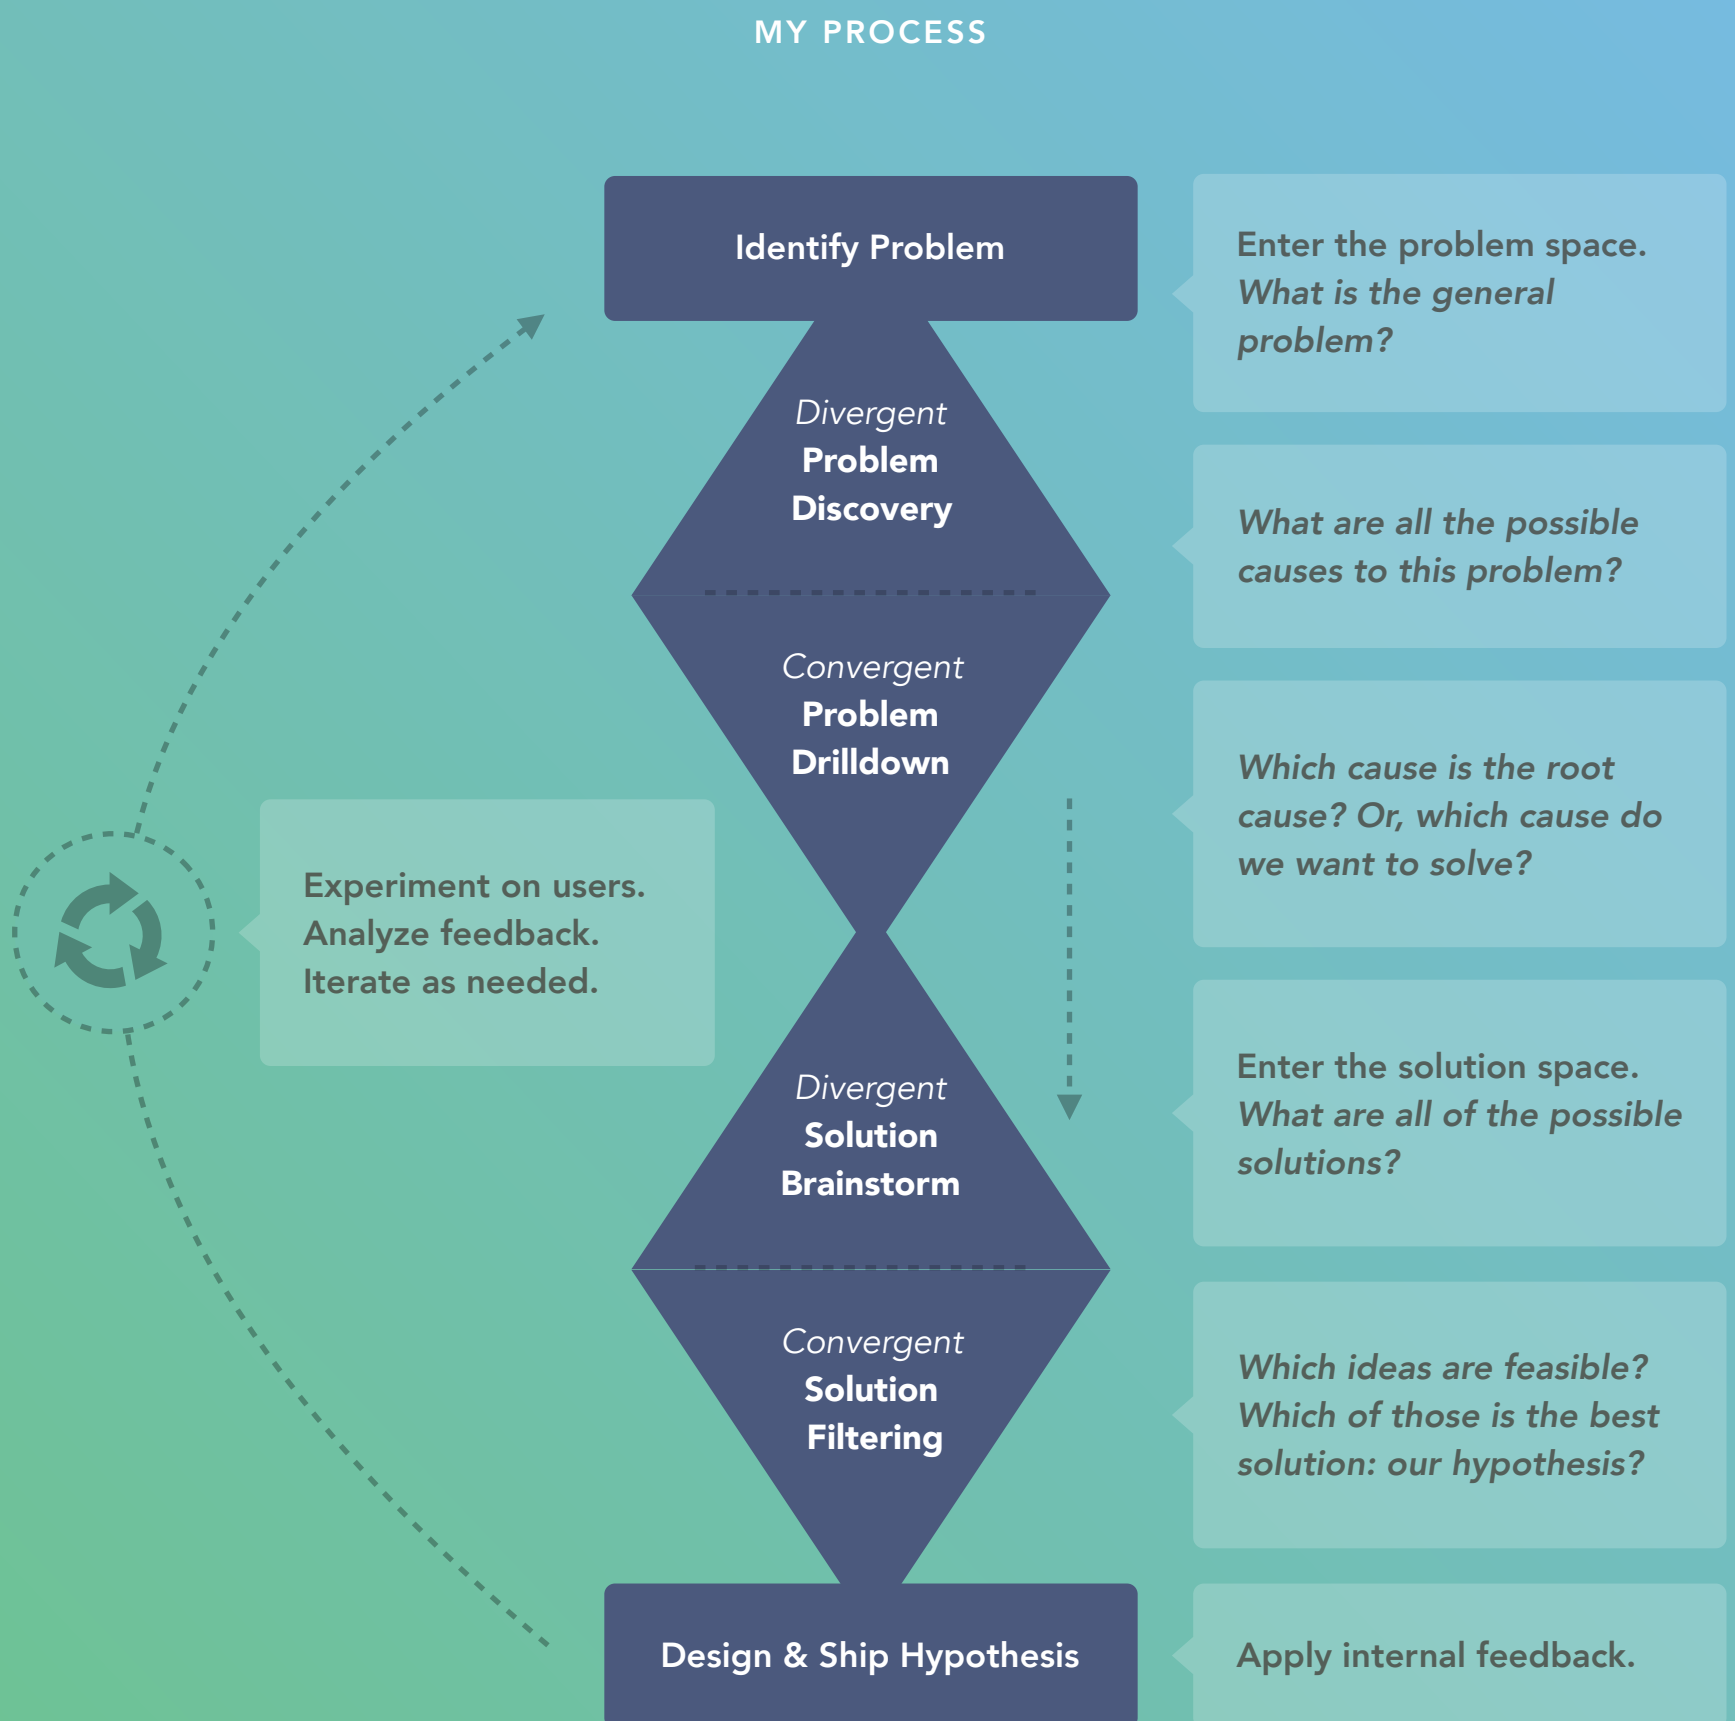 MY PROCESS
Identify Problem
Enter the problem space.
What is the general
problem?
Divergent
Problem
Discovery
What are all the possible
causes to this problem?
Convergent
Problem
Drilldown
Which cause is the root
cause? Or, which cause do
we want to solve?
Experiment on users.
Analyze feedback.
Iterate as needed.
Divergent
Solution
Brainstorm
Enter the solution space.
What are all of the possible
solutions?
Convergent
Solution
Filtering
Which ideas are feasible?
Which of those is the best
solution: our hypothesis?
Design & Ship Hypothesis
Apply internal feedback.